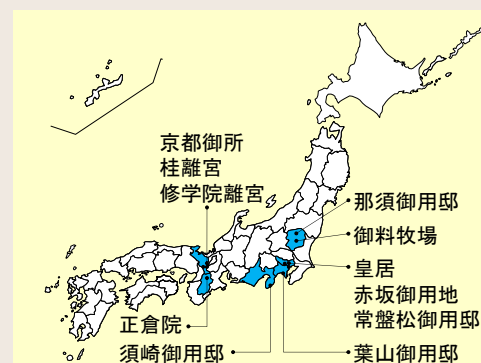 京都御所
桂離宮
修学院離宮
那須御用邸
御料牧場
皇居
赤坂御用地
常盤松御用邸
正倉院
須崎御用邸
葉山御用邸